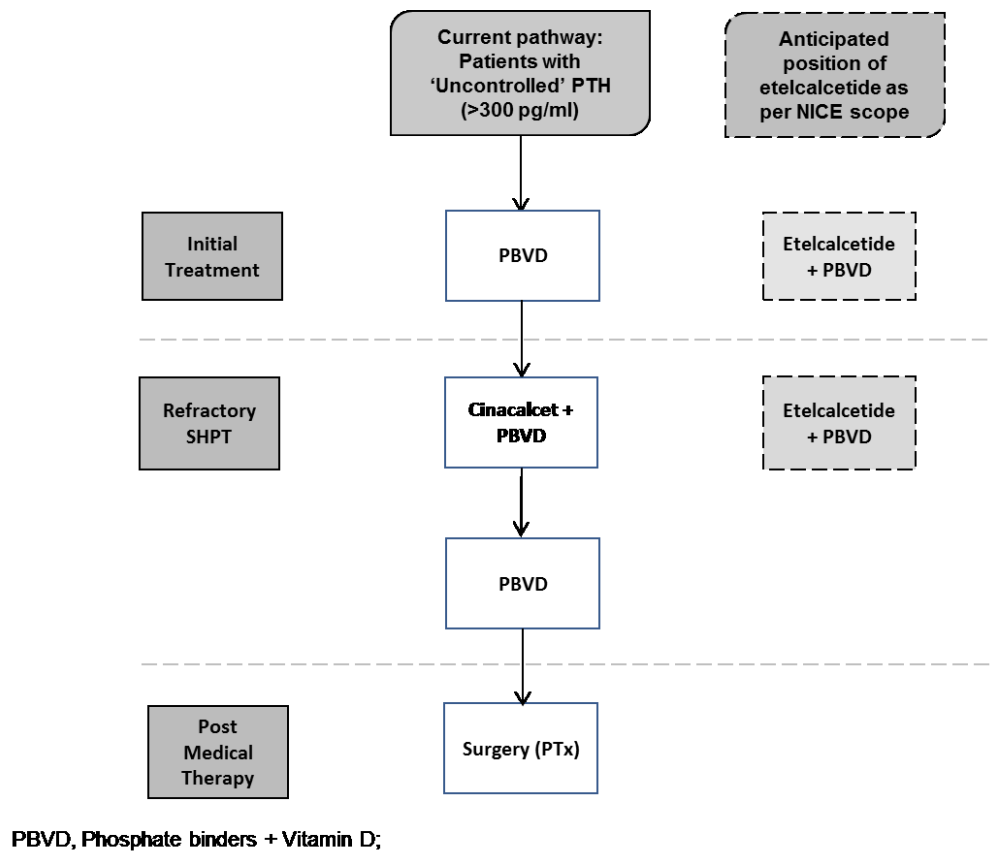 Current pathway:
Patients with
‘Uncontrolled’ PTH
(>300 pg/ml)
Anticipated
position of
etelcalcetide as
per NICE scope
Initial
Treatment
PBVD
Etelcalcetide
+ PBVD
Refractory
SHPT
Cinacalcet +
PBVD
Etelcalcetide
+ PBVD
PBVD
Post
Medical
Therapy
Surgery (PTx)
PBVD, Phosphate binders + Vitamin D;